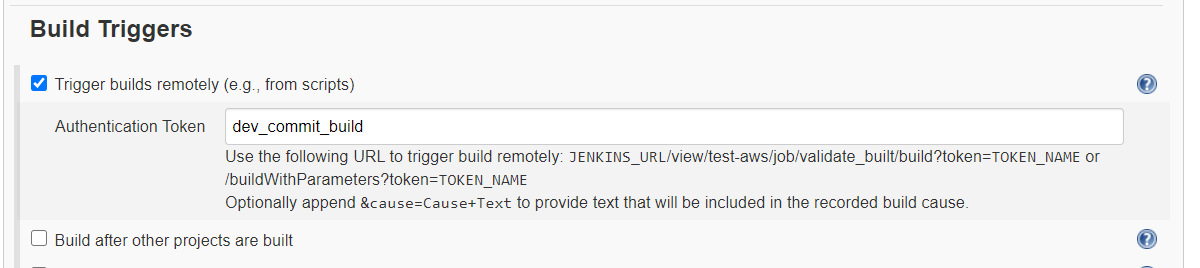 Build Triggers
Trigger builds remotely (e.g., from scripts)
Authentication Token dev_commit_build
Use the following URL to trigger build remotely: JENKINS_URL/view/test-aws/job/validate_built/build?token=TOKEN_NAME or
/buildWithParameters?token=TOKEN_NAME
Optionally append &cause=Cause+Text to provide text that will be included in the recorded build cause.
Build after other projects are built